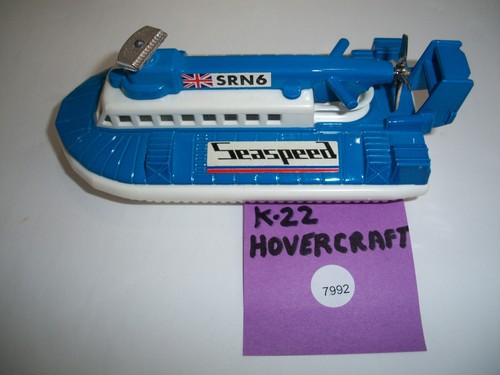 SRN6
Seaspeed
K-22
HOVERCRAFT
7992